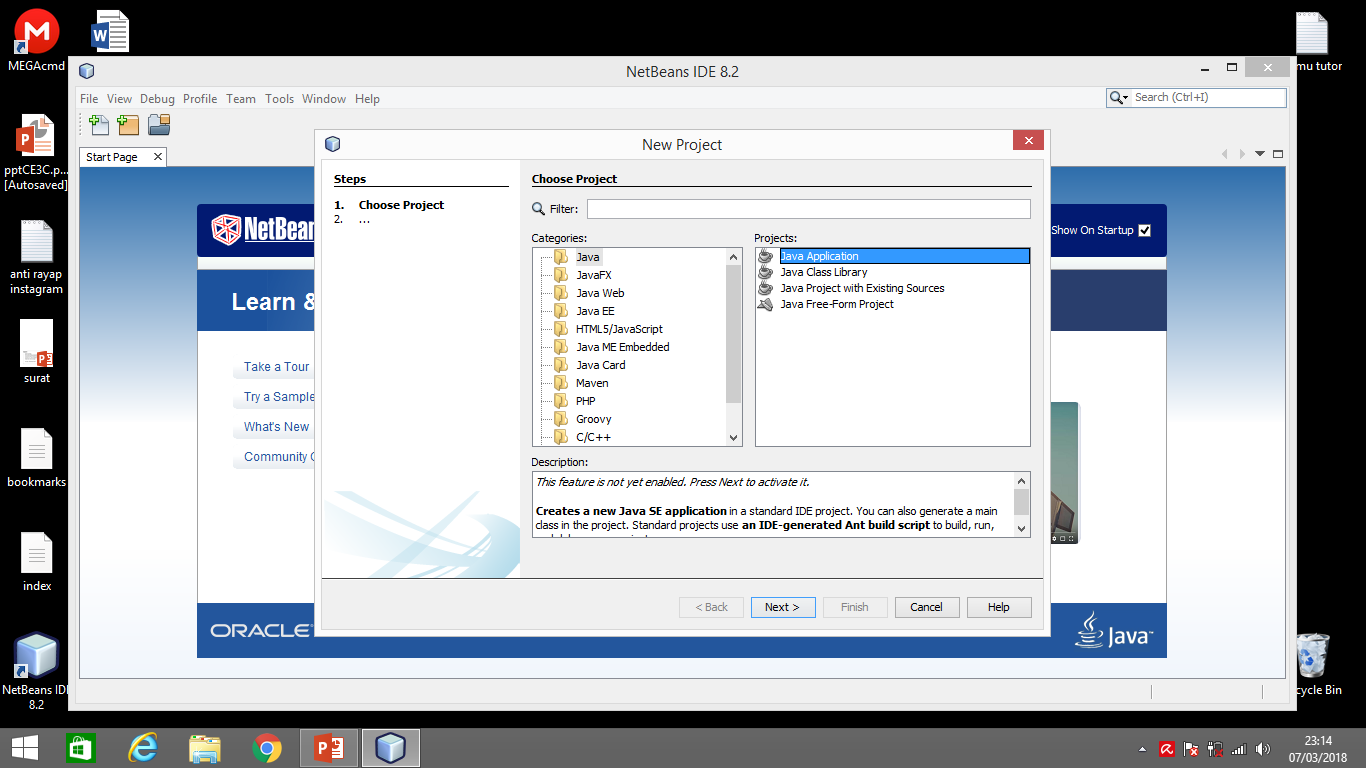 MEGAcmd
pptCE3C.p...
[Autosaved]
anti rayap
instagram
surat
bookmarks
index
NetBeans IDE
8.2
mu tutor
cycle Bin
NetBeans IDE 8.2
File View Debug Profile Team Tools Window Help
Search (Ctrl+I)
Start Page
NetBean
Show On Startup
Learn &
Take a Tour
Try a Sample
What's New
Community
ORACLE
Java
New Project
Steps
1. Choose Project
2. ...
Choose Project
Filter:
Categories:
Java
JavaFX
Java Web
Java EE
HTML5/JavaScript
Java ME Embedded
Java Card
Maven
PHP
Groovy
C/C++
Projects:
Java Application
Java Class Library
Java Project with Existing Sources
Java Free-Form Project
Description:
This feature is not yet enabled. Press Next to activate it.
Creates a new Java SE application in a standard IDE project. You can also generate a main
class in the project. Standard projects use an IDE-generated Ant build script to build, run,
< Back Next > Finish Cancel Help
23:14
07/03/2018